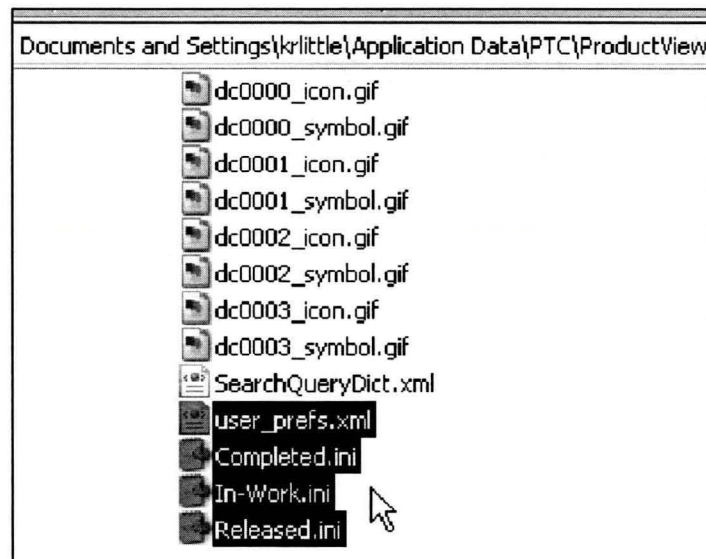 Documents and Settings\krlittle\Application Data\PTC\ProductView
dc0000_icon.gif
dc0000_symbol.gif
dc0001_icon.gif
dc0001_symbol.gif
dc0002_icon.gif
dc0002_symbol.gif
dc0003_icon.gif
dc0003_symbol.gif
SearchQueryDict.xml
user_prefs.xml
Completed.ini
In-Work.ini
Released.ini